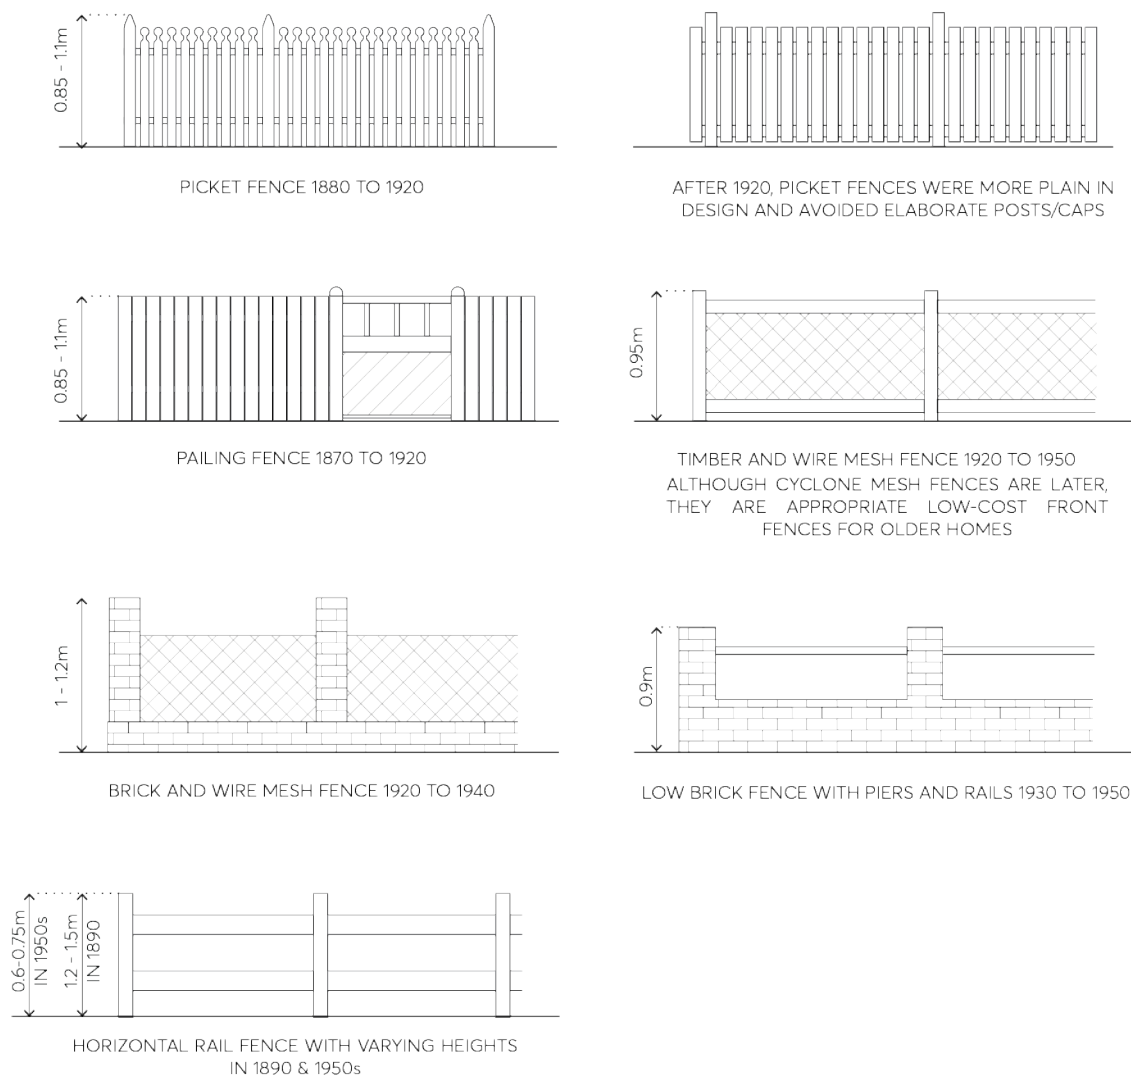 0.85 - 1.1m
PICKET FENCE 1880 TO 1920
AFTER 1920, PICKET FENCES WERE MORE PLAIN IN
DESIGN AND AVOIDED ELABORATE POSTS/CAPS
0.85 - 1.1m
PAILING FENCE 1870 TO 1920
0.95m
TIMBER AND WIRE MESH FENCE 1920 TO 1950
ALTHOUGH CYCLONE MESH FENCES ARE LATER,
THEY ARE APPROPRIATE LOW-COST FRONT
FENCES FOR OLDER HOMES
1 - 1.2m
BRICK AND WIRE MESH FENCE 1920 TO 1940
0.9m
LOW BRICK FENCE WITH PIERS AND RAILS 1930 TO 1950
0.6-0.75m
IN 1950s
1.2 - 1.5m
IN 1890
HORIZONTAL RAIL FENCE WITH VARYING HEIGHTS
IN 1890 & 1950s